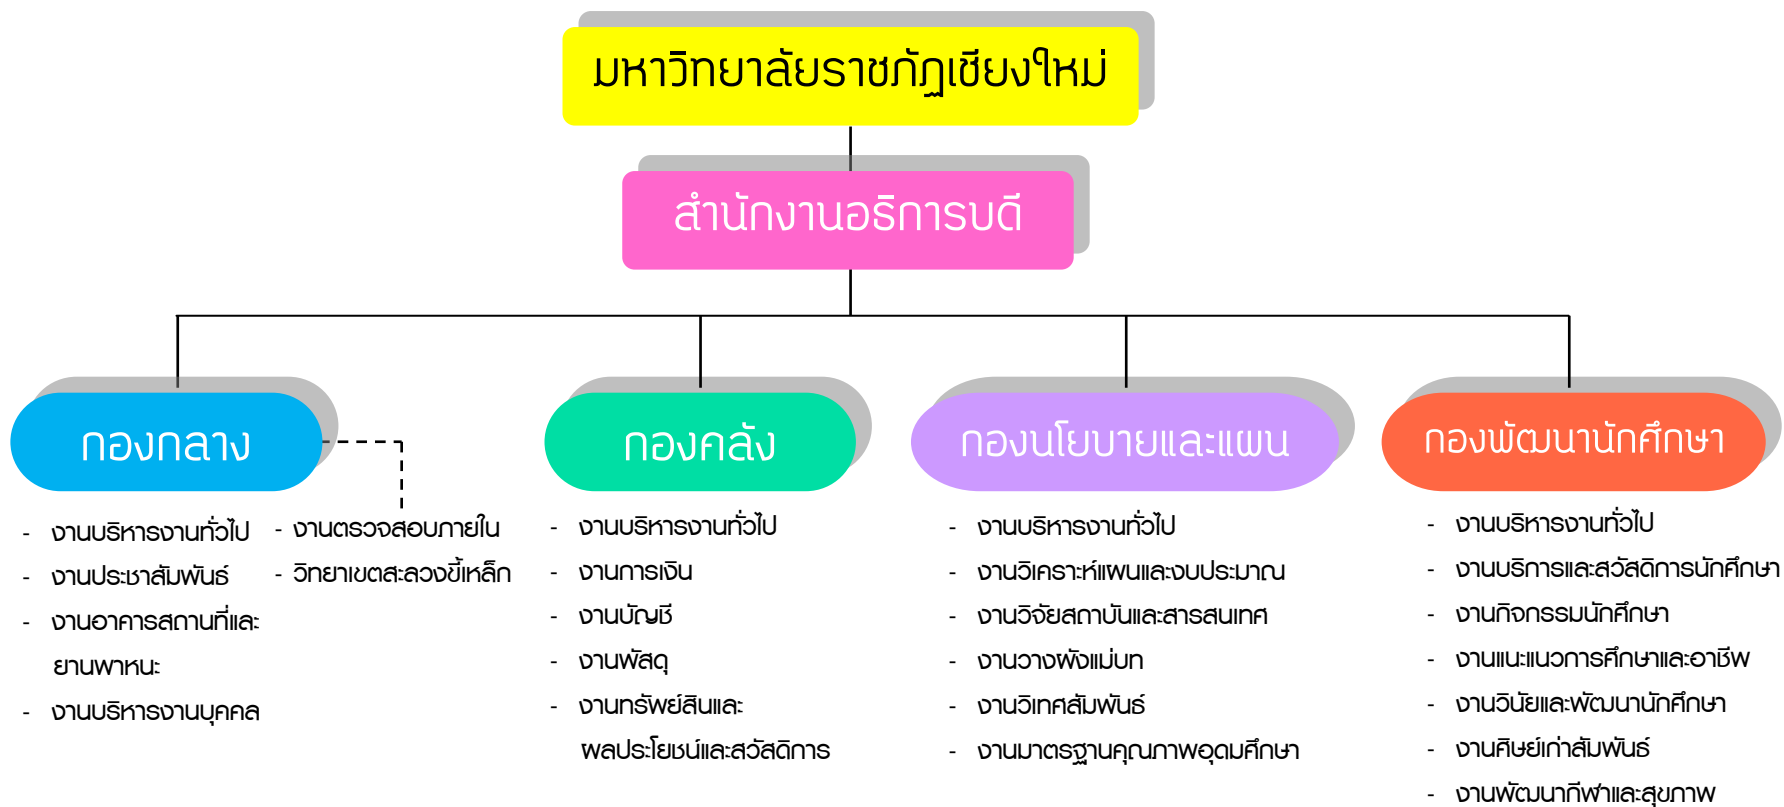 มหาวิทยาลัยราชภัฏเชียงใหม่
สำนักงานอธิการบดี
กองกลาง
- งานบริหารงานทั่วไป
- งานประชาสัมพันธ์
- งานอาคารสถานที่และ
ยานพาหนะ
- งานบริหารงานบุคคล
- งานตรวจสอบภายใน
- วิทยาเขตสะลวงขี้เหล็ก
กองคลัง
- งานบริหารงานทั่วไป
- งานการเงิน
- งานบัญชี
- งานพัสดุ
- งานทรัพย์สินและ
ผลประโยชน์และสวัสดิการ
กองนโยบายและแผน
- งานบริหารงานทั่วไป
- งานวิเคราะห์แผนและงบประมาณ
- งานวิจัยสถาบันและสารสนเทศ
- งานวางผังแม่บท
- งานวิเทศสัมพันธ์
- งานมาตรฐานคุณภาพอุดมศึกษา
กองพัฒนานักศึกษา
- งานบริหารงานทั่วไป
- งานบริการและสวัสดิการนักศึกษา
- งานกิจกรรมนักศึกษา
- งานแนะแนวการศึกษาและอาชีพ
- งานวินัยและพัฒนานักศึกษา
- งานศิษย์เก่าสัมพันธ์
- งานพัฒนากีฬาและสุขภาพ